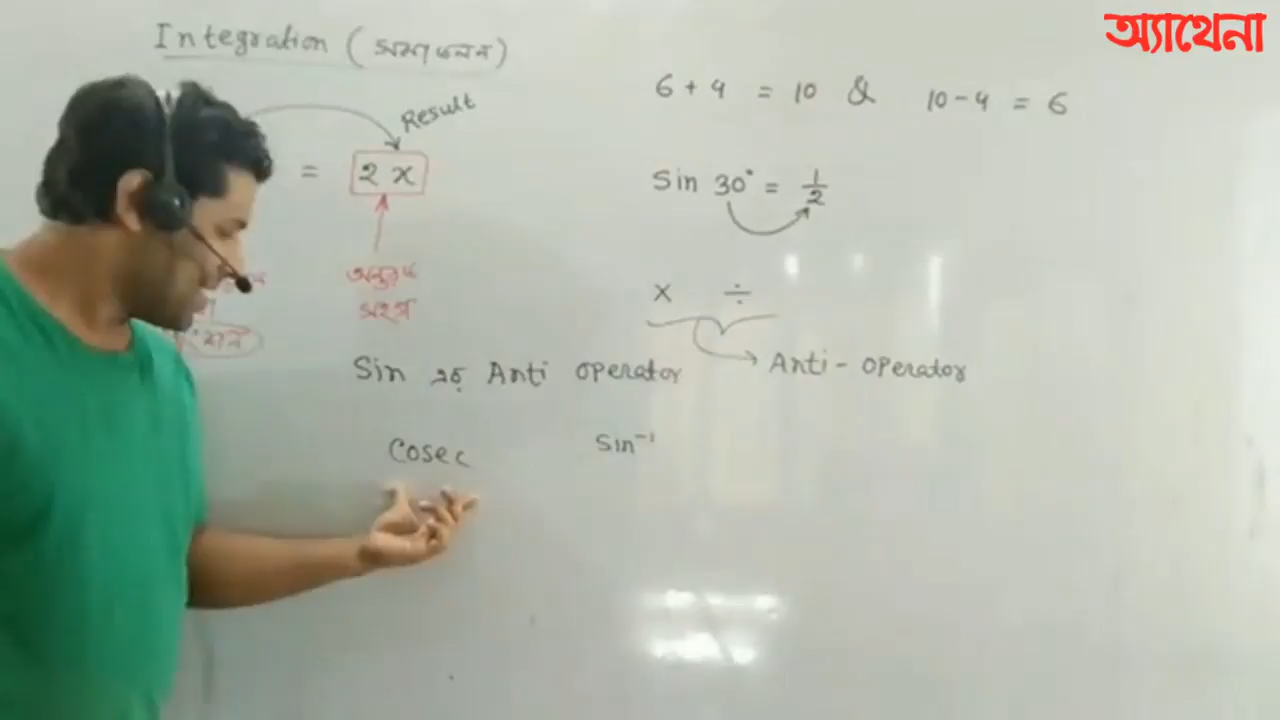 অ্যাথেনা
Integration (সমাকলন)
6 + 4 = 10 & 10 - 4 = 6
Result
= 2x
Sin 30° = 1/2
অন্তরজ
সহগ
× ÷
Anti-operator
Sin এর Anti operator
Cosec Sin⁻¹